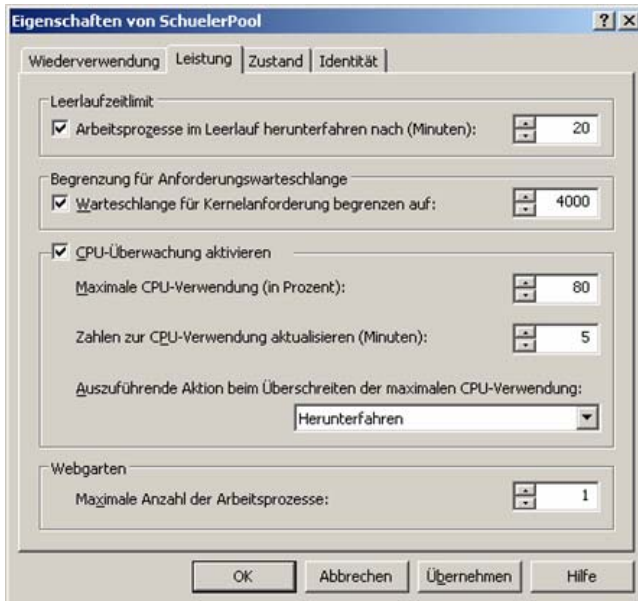 Eigenschaften von SchuelerPool
Wiederverwendung Leistung Zustand Identität
Leerlaufzeitlimit
Arbeitsprozesse im Leerlauf herunterfahren nach (Minuten): 20
Begrenzung für Anforderungswarteschlange
Warteschlange für Kernelanforderung begrenzen auf: 4000
CPU-Überwachung aktivieren
Maximale CPU-Verwendung (in Prozent): 80
Zahlen zur CPU-Verwendung aktualisieren (Minuten): 5
Auszuführende Aktion beim Überschreiten der maximalen CPU-Verwendung:
Herunterfahren
Webgarten
Maximale Anzahl der Arbeitsprozesse: 1
OK Abbrechen Übernehmen Hilfe